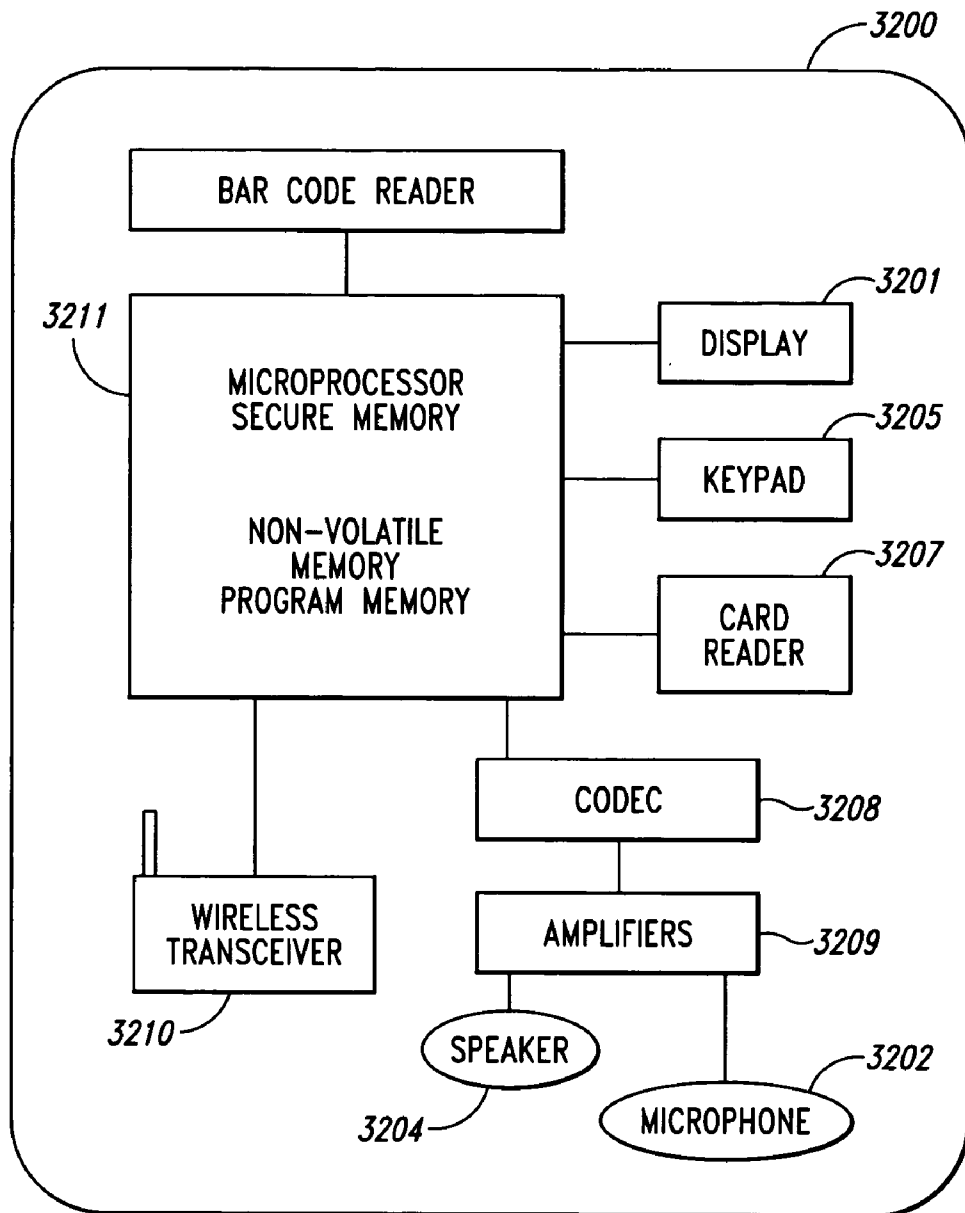 3200
BAR CODE READER
3211
MICROPROCESSOR
SECURE MEMORY
NON-VOLATILE
MEMORY
PROGRAM MEMORY
3201
DISPLAY
3205
KEYPAD
3207
CARD
READER
CODEC
3208
WIRELESS
TRANSCEIVER
3210
AMPLIFIERS
3209
SPEAKER
3204
3202
MICROPHONE